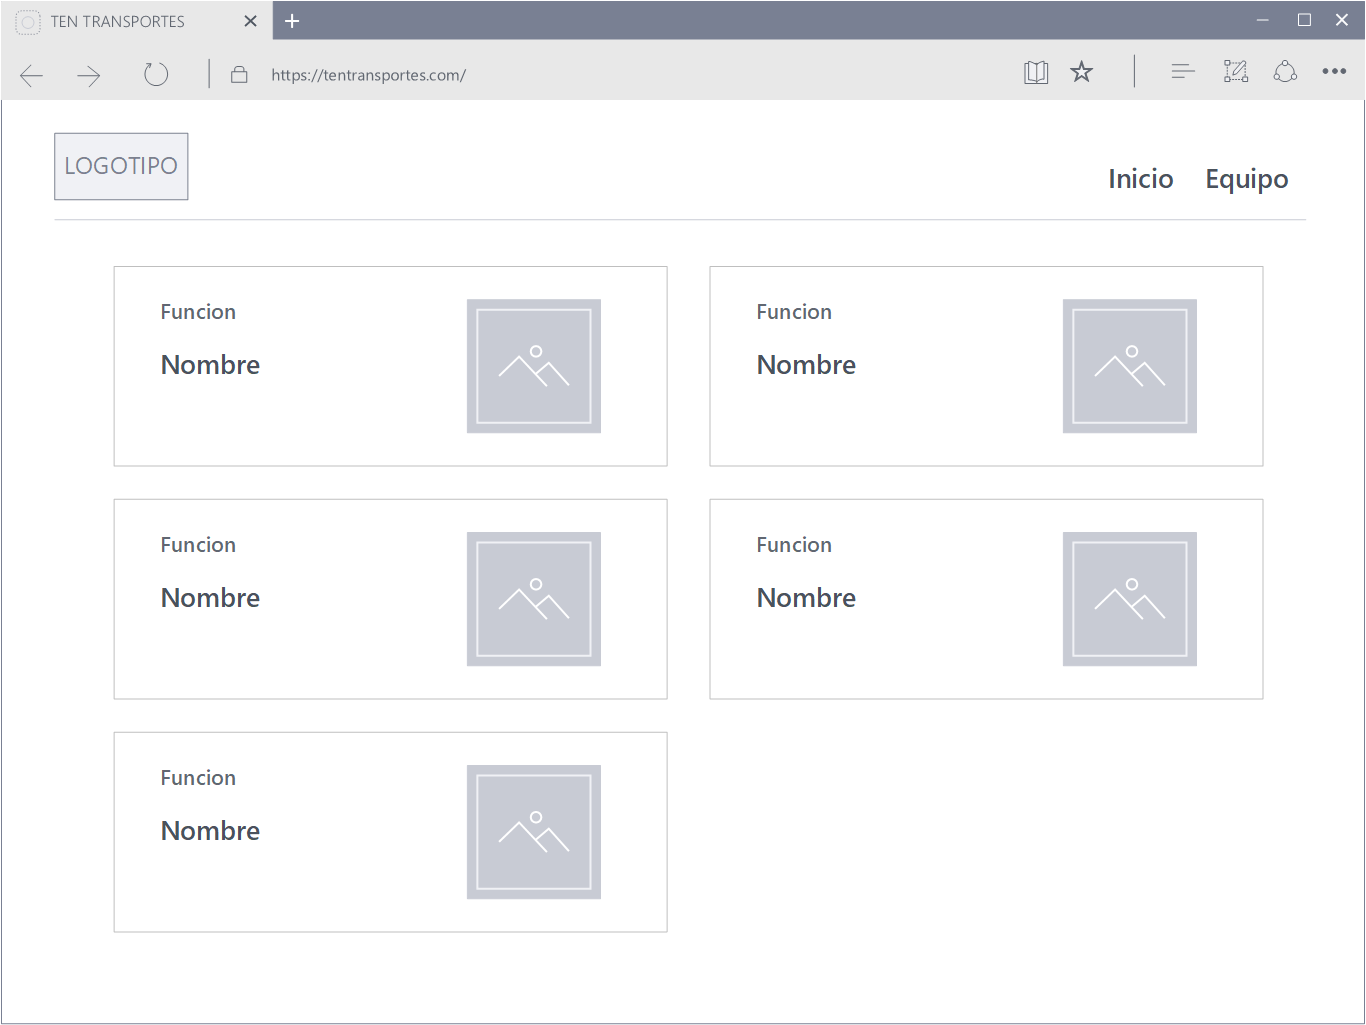 TEN TRANSPORTES
https://tentransportes.com/
LOGOTIPO
Inicio Equipo
Funcion
Nombre
Funcion
Nombre
Funcion
Nombre
Funcion
Nombre
Funcion
Nombre